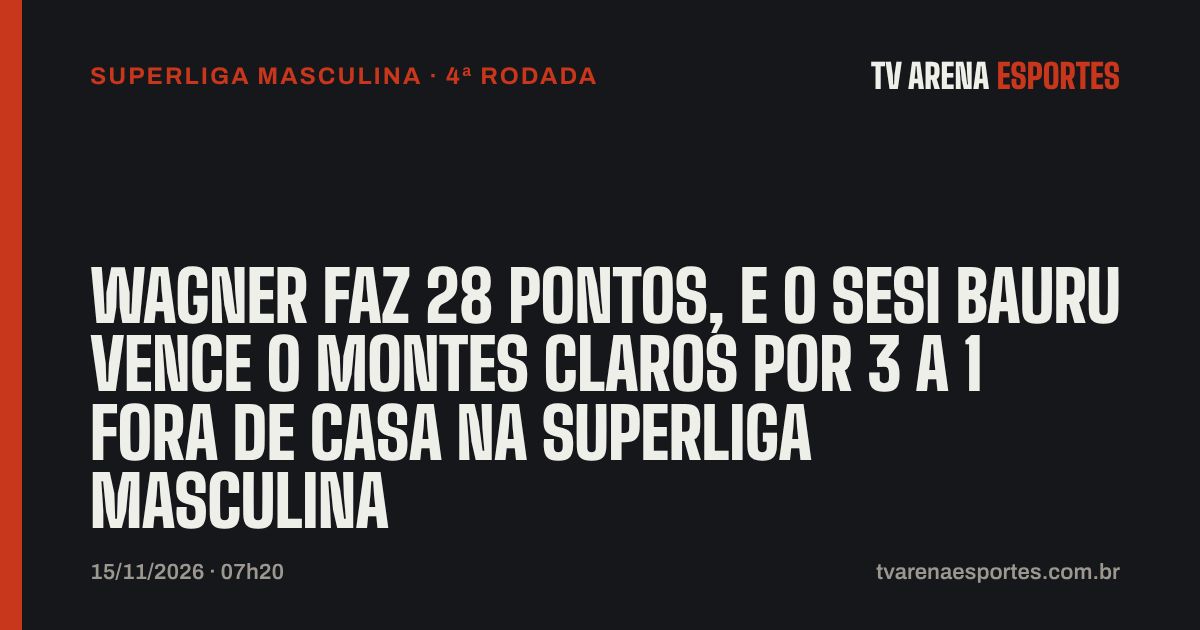 SUPERLIGA MASCULINA · 4ª RODADA
TV ARENA ESPORTES
WAGNER FAZ 28 PONTOS, E O SESI BAURU
VENCE O MONTES CLAROS POR 3 A 1
FORA DE CASA NA SUPERLIGA
MASCULINA
15/11/2026 · 07h20
tvarenaesportes.com.br